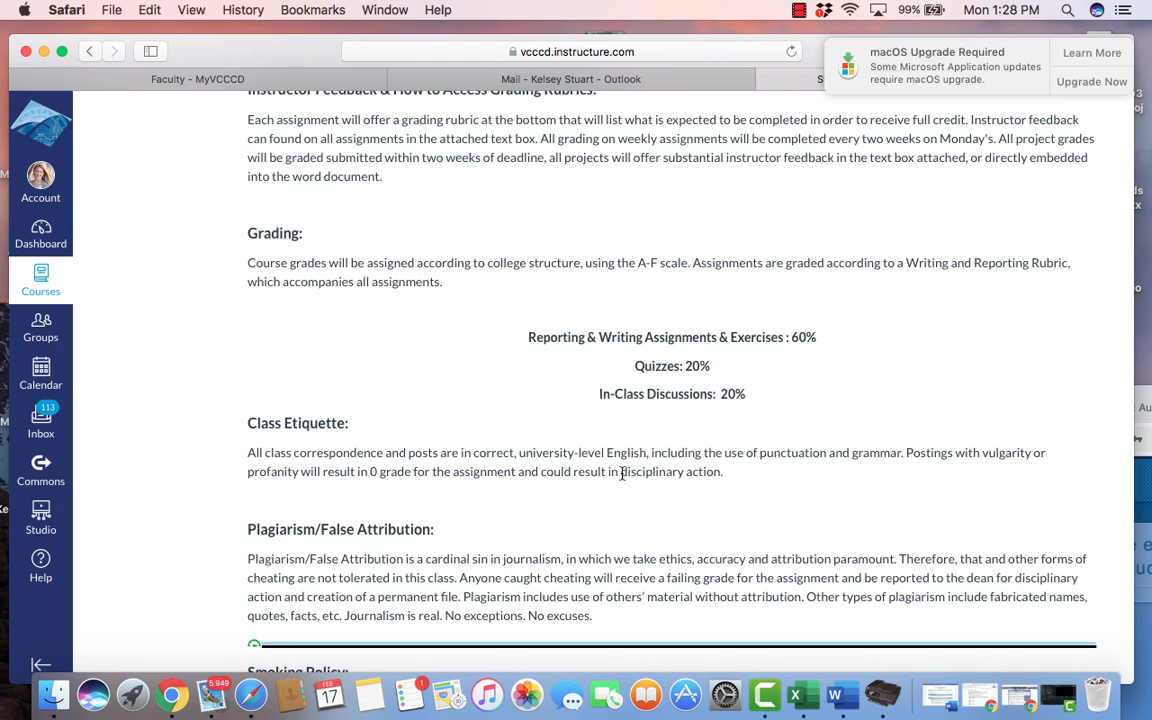 Safari File Edit View History Bookmarks Window Help 99% Mon 1:28 PM
vcccd.instructure.com
macOS Upgrade Required
Some Microsoft Application updates
require macOS upgrade.
Learn More
Upgrade Now
Faculty - MyVCCCD Mail - Kelsey Stuart - Outlook
Account
Dashboard
Courses
Groups
Calendar
113
Inbox
Commons
Studio
Help
Instructor Feedback & How to Access Grading Rubrics:
Each assignment will offer a grading rubric at the bottom that will list what is expected to be completed in order to receive full credit. Instructor feedback
can found on all assignments in the attached text box. All grading on weekly assignments will be completed every two weeks on Monday's. All project grades
will be graded submitted within two weeks of deadline, all projects will offer substantial instructor feedback in the text box attached, or directly embedded
into the word document.
Grading:
Course grades will be assigned according to college structure, using the A-F scale. Assignments are graded according to a Writing and Reporting Rubric,
which accompanies all assignments.
Reporting & Writing Assignments & Exercises : 60%
Quizzes: 20%
In-Class Discussions: 20%
Class Etiquette:
All class correspondence and posts are in correct, university-level English, including the use of punctuation and grammar. Postings with vulgarity or
profanity will result in 0 grade for the assignment and could result in disciplinary action.
Plagiarism/False Attribution:
Plagiarism/False Attribution is a cardinal sin in journalism, in which we take ethics, accuracy and attribution paramount. Therefore, that and other forms of
cheating are not tolerated in this class. Anyone caught cheating will receive a failing grade for the assignment and be reported to the dean for disciplinary
action and creation of a permanent file. Plagiarism includes use of others' material without attribution. Other types of plagiarism include fabricated names,
quotes, facts, etc. Journalism is real. No exceptions. No excuses.
Smoking Policy:
5,949
FEB
17
1